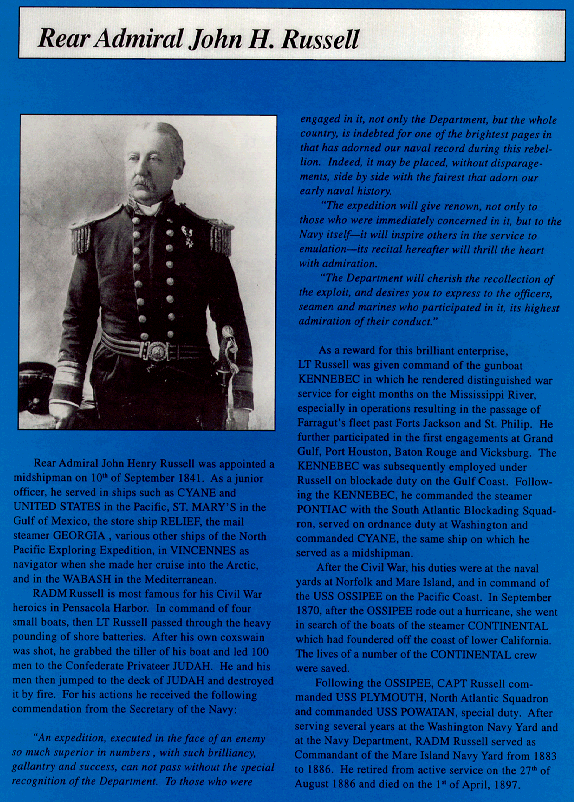 Rear Admiral John H. Russell
Rear Admiral John Henry Russell was appointed a
midshipman on 10th of September 1841. As a junior
officer, he served in ships such as CYANE and
UNITED STATES in the Pacific, ST. MARY'S in the
Gulf of Mexico, the store ship RELIEF, the mail
steamer GEORGIA , various other ships of the North
Pacific Exploring Expedition, in VINCENNES as
navigator when she made her cruise into the Arctic,
and in the WABASH in the Mediterranean.
RADM Russell is most famous for his Civil War
heroics in Pensacola Harbor. In command of four
small boats, then LT Russell passed through the heavy
pounding of shore batteries. After his own coxswain
was shot, he grabbed the tiller of his boat and led 100
men to the Confederate Privateer JUDAH. He and his
men then jumped to the deck of JUDAH and destroyed
it by fire. For his actions he received the following
commendation from the Secretary of the Navy:
"An expedition, executed in the face of an enemy
so much superior in numbers , with such brilliancy,
gallantry and success, can not pass without the special
recognition of the Department. To those who were
engaged in it, not only the Department, but the whole
country, is indebted for one of the brightest pages in
that has adorned our naval record during this rebel-
lion. Indeed, it may be placed, without disparage-
ments, side by side with the fairest that adorn our
early naval history.
"The expedition will give renown, not only to
those who were immediately concerned in it, but to the
Navy itself—it will inspire others in the service to
emulation—its recital hereafter will thrill the heart
with admiration.
"The Department will cherish the recollection of
the exploit, and desires you to express to the officers,
seamen and marines who participated in it, its highest
admiration of their conduct."
As a reward for this brilliant enterprise,
LT Russell was given command of the gunboat
KENNEBEC in which he rendered distinguished war
service for eight months on the Mississippi River,
especially in operations resulting in the passage of
Farragut's fleet past Forts Jackson and St. Philip. He
further participated in the first engagements at Grand
Gulf, Port Houston, Baton Rouge and Vicksburg. The
KENNEBEC was subsequently employed under
Russell on blockade duty on the Gulf Coast. Follow-
ing the KENNEBEC, he commanded the steamer
PONTIAC with the South Atlantic Blockading Squad-
ron, served on ordnance duty at Washington and
commanded CYANE, the same ship on which he
served as a midshipman.
After the Civil War, his duties were at the naval
yards at Norfolk and Mare Island, and in command of
the USS OSSIPEE on the Pacific Coast. In September
1870, after the OSSIPEE rode out a hurricane, she went
in search of the boats of the steamer CONTINENTAL
which had foundered off the coast of lower California.
The lives of a number of the CONTINENTAL crew
were saved.
Following the OSSIPEE, CAPT Russell com-
manded USS PLYMOUTH, North Atlantic Squadron
and commanded USS POWATAN, special duty. After
serving several years at the Washington Navy Yard and
at the Navy Department, RADM Russell served as
Commandant of the Mare Island Navy Yard from 1883
to 1886. He retired from active service on the 27th of
August 1886 and died on the 1st of April, 1897.